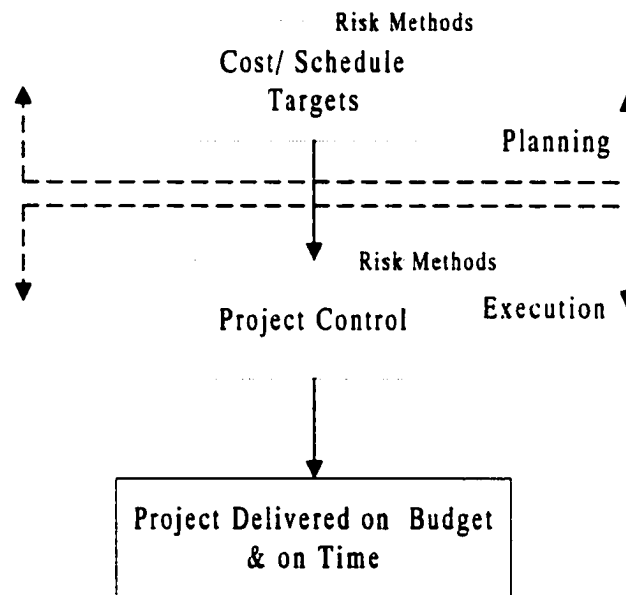 Risk Methods
Cost/ Schedule
Targets
Planning
Risk Methods
Execution
Project Control
Project Delivered on Budget
& on Time